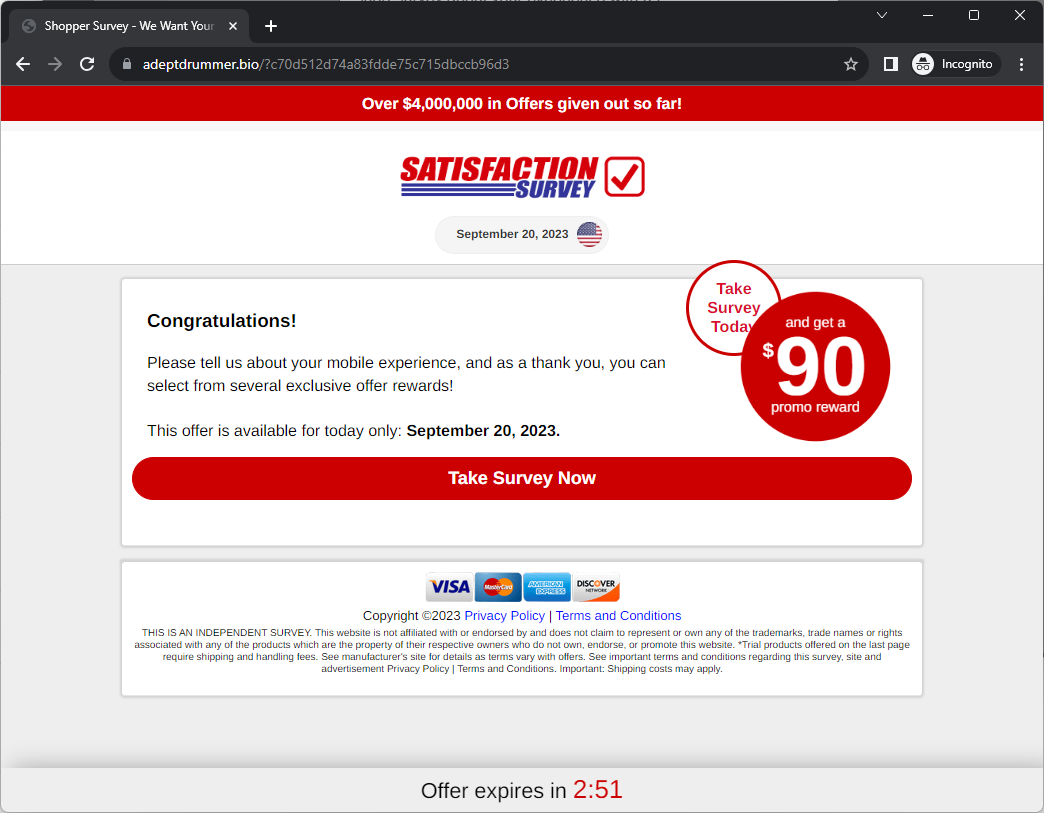 Shopper Survey - We Want Your
adeptdrummer.bio/?c70d512d74a83fdde75c715dbccb96d3
Incognito
Over $4,000,000 in Offers given out so far!
SATISFACTION
SURVEY
September 20, 2023
Take
Survey
Today
and get a
$90
promo reward
Congratulations!
Please tell us about your mobile experience, and as a thank you, you can
select from several exclusive offer rewards!
This offer is available for today only: September 20, 2023.
Take Survey Now
VISA MasterCard AMERICAN EXPRESS DISCOVER NETWORK
Copyright ©2023 Privacy Policy | Terms and Conditions
THIS IS AN INDEPENDENT SURVEY. This website is not affiliated with or endorsed by and does not claim to represent or own any of the trademarks, trade names or rights
associated with any of the products which are the property of their respective owners who do not own, endorse, or promote this website. *Trial products offered on the last page
require shipping and handling fees. See manufacturer's site for details as terms vary with offers. See important terms and conditions regarding this survey, site and
advertisement Privacy Policy | Terms and Conditions. Important: Shipping costs may apply.
Offer expires in 2:51